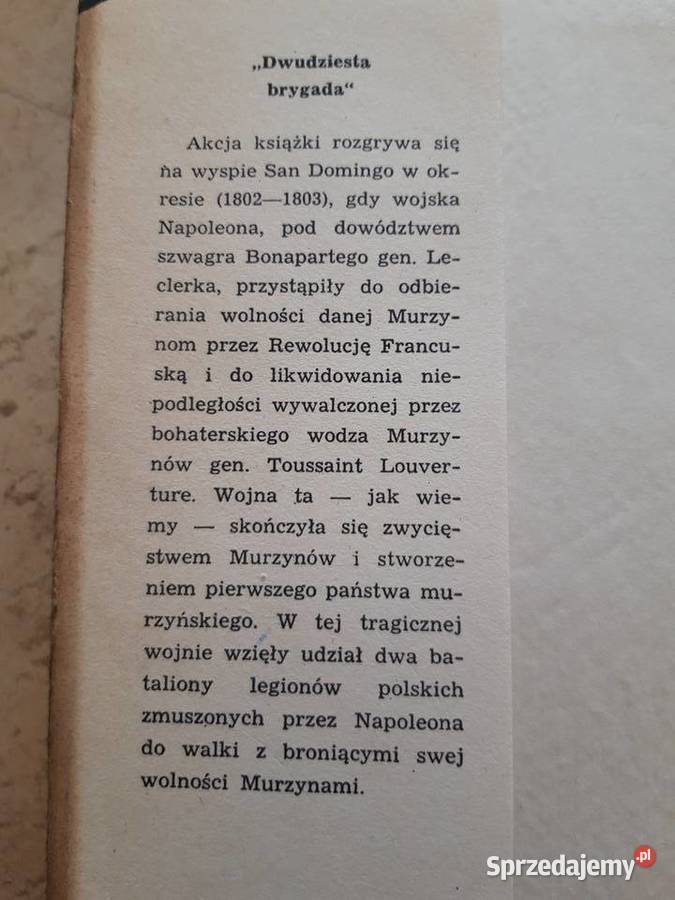 „Dwudziesta
brygada“
Akcja książki rozgrywa się
na wyspie San Domingo w ok-
resie (1802—1803), gdy wojska
Napoleona, pod dowództwem
szwagra Bonapartego gen. Le-
clerka, przystąpiły do odbie-
rania wolności danej Murzy-
nom przez Rewolucję Francu-
ską i do likwidowania nie-
podległości wywalczonej przez
bohaterskiego wodza Murzy-
nów gen. Toussaint Louver-
ture. Wojna ta — jak wie-
my — skończyła się zwycię-
stwem Murzynów i stworze-
niem pierwszego państwa mu-
rzyńskiego. W tej tragicznej
wojnie wzięły udział dwa ba-
taliony legionów polskich
zmuszonych przez Napoleona
do walki z broniącymi swej
wolności Murzynami.
Sprzedajemy.pl